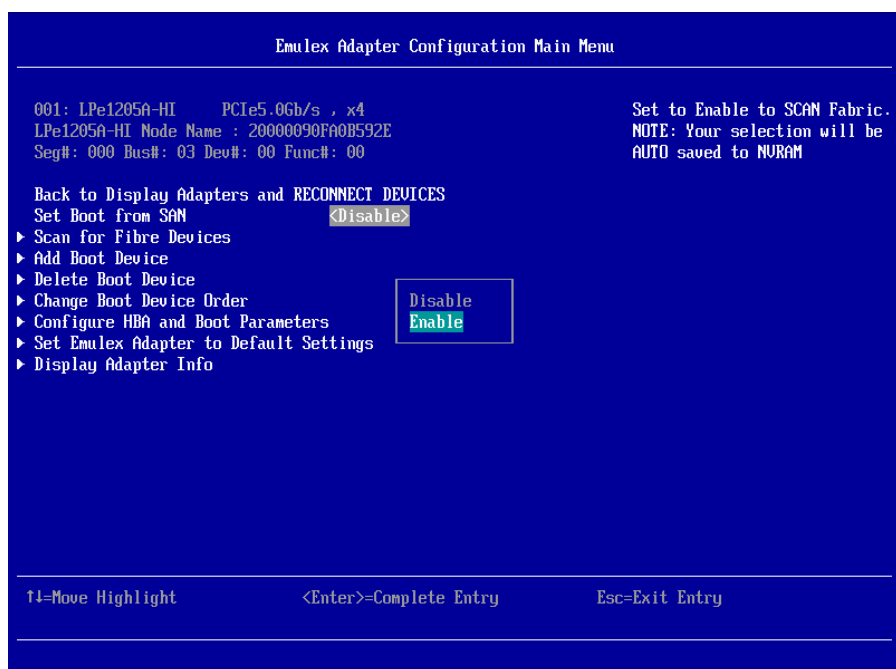 Emulex Adapter Configuration Main Menu
001: LPe1205A-HI PCIe5.0Gb/s , x4
LPe1205A-HI Node Name : 20000090FA0B592E
Seg#: 000 Bus#: 03 Dev#: 00 Func#: 00
Set to Enable to SCAN Fabric.
NOTE: Your selection will be
AUTO saved to NVRAM
Back to Display Adapters and RECONNECT DEVICES
Set Boot from SAN <Disable>
▶ Scan for Fibre Devices
▶ Add Boot Device
▶ Delete Boot Device
▶ Change Boot Device Order
▶ Configure HBA and Boot Parameters
▶ Set Emulex Adapter to Default Settings
▶ Display Adapter Info
Disable
Enable
↑↓=Move Highlight <Enter>=Complete Entry Esc=Exit Entry